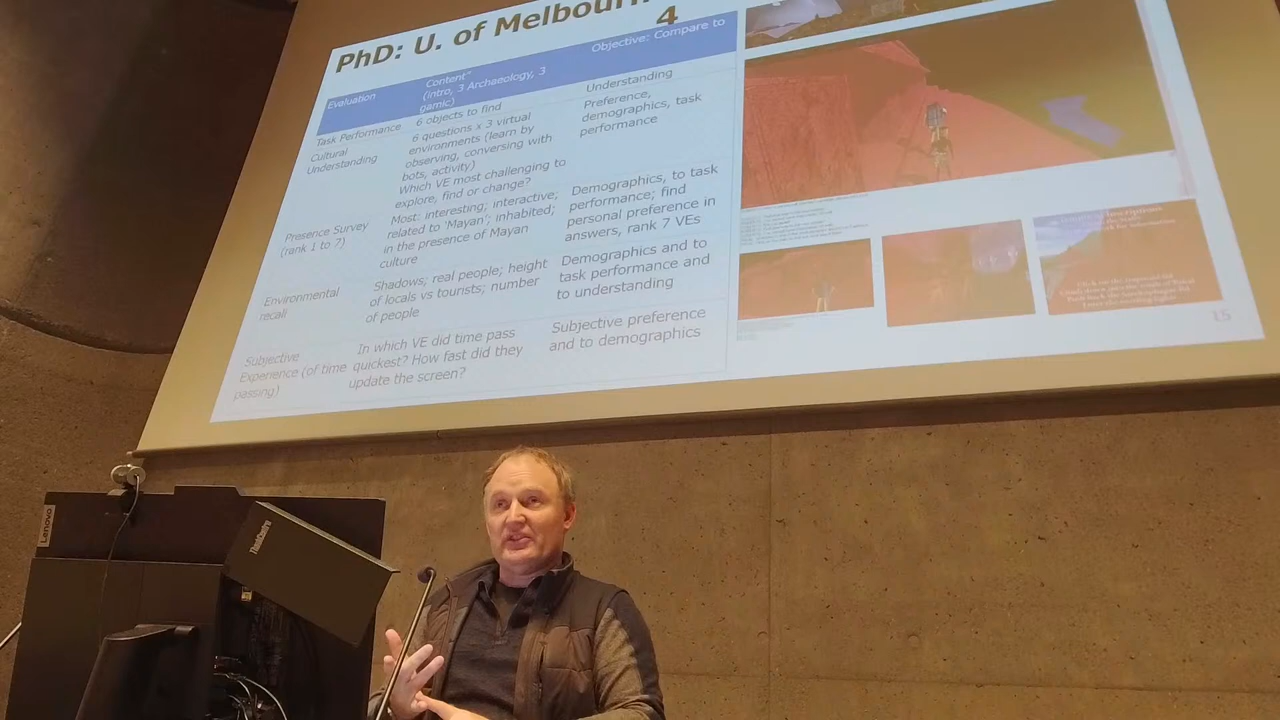 PhD: U. of Melbourn
4
Evaluation
Content"
(intro, 3 Archaeology, 3
gamic)
Objective: Compare to
Task Performance
6 objects to find
Understanding
Cultural
Understanding
6 questions x 3 virtual
environments (learn by
observing, conversing with
bots, activity)
Which VE most challenging to
explore, find or change?
Preference,
demographics, task
performance
Presence Survey
(rank 1 to 7)
Most: interesting; interactive;
related to 'Mayan'; inhabited;
in the presence of Mayan
culture
Demographics, to task
performance; find
personal preference in
answers, rank 7 VEs
Environmental
recall
Shadows; real people; height
of locals vs tourists; number
of people
Demographics and to
task performance and
to understanding
Subjective
Experience (of time
passing)
In which VE did time pass
quickest? How fast did they
update the screen?
Subjective preference
and to demographics
15
Lenovo
ThinkCentre